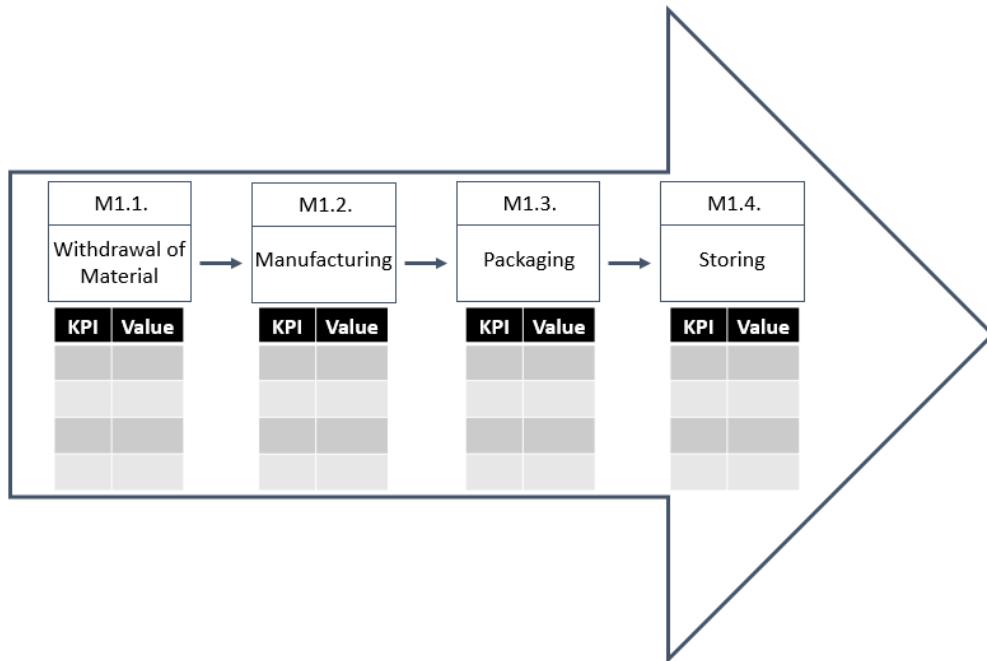 M1.1.
Withdrawal of
Material
M1.2.
Manufacturing
M1.3.
Packaging
M1.4.
Storing
KPI Value
KPI Value
KPI Value
KPI Value